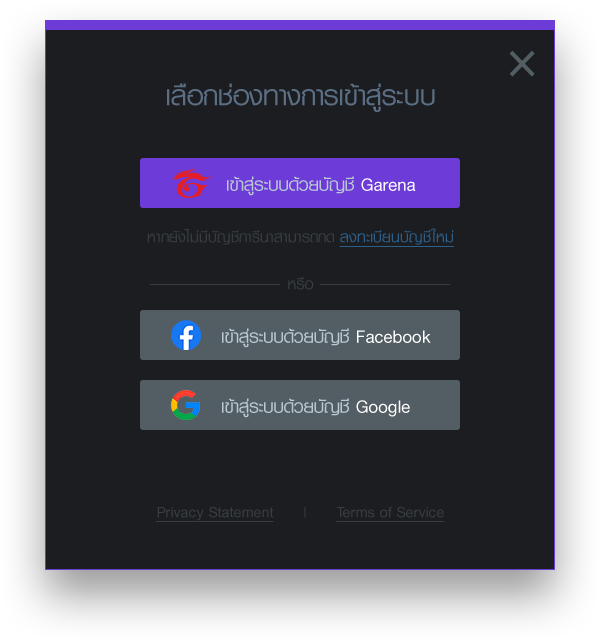 เลือกช่องทางการเข้าสู่ระบบ
เข้าสู่ระบบด้วยบัญชี Garena
หากยังไม่มีบัญชีการีนาสามารถกด ลงทะเบียนบัญชีใหม่
หรือ
เข้าสู่ระบบด้วยบัญชี Facebook
เข้าสู่ระบบด้วยบัญชี Google
Privacy Statement | Terms of Service